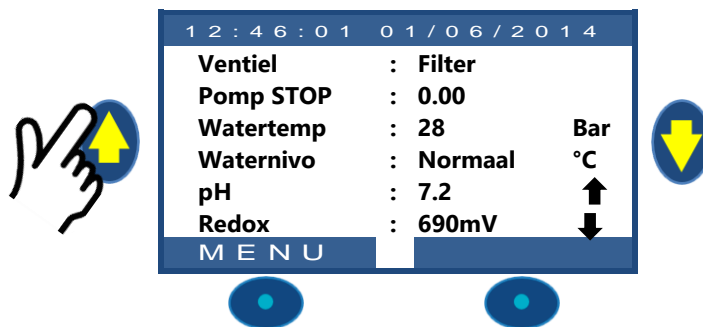 12:46:01 01/06/2014
Ventiel : Filter
Pomp STOP : 0.00
Watertemp : 28 Bar
Waternivo : Normaal °C
pH : 7.2
Redox : 690mV
MENU